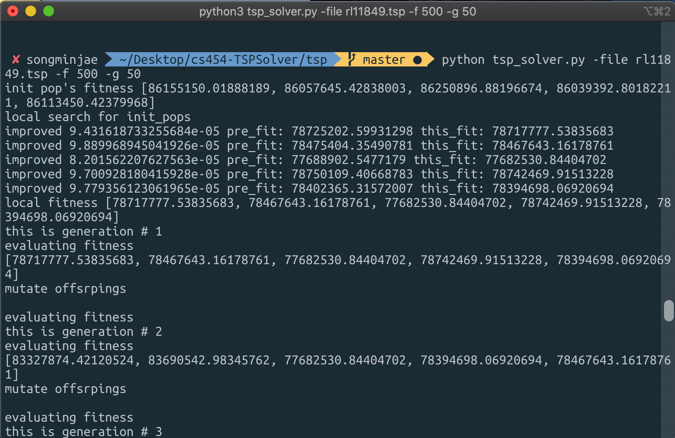 python3 tsp_solver.py -file rl11849.tsp -f 500 -g 50
⌥⌘2
✘ songminjae ~/Desktop/cs454-TSPSolver/tsp master ● python tsp_solver.py -file rl118
49.tsp -f 500 -g 50
init pop's fitness [86155150.01888189, 86057645.42838003, 86250896.88196674, 86039392.8018221
1, 86113450.42379968]
local search for init_pops
improved 9.431618733255684e-05 pre_fit: 78725202.59931298 this_fit: 78717777.53835683
improved 9.889968945041926e-05 pre_fit: 78475404.35490781 this_fit: 78467643.16178761
improved 8.201562207627563e-05 pre_fit: 77688902.5477179 this_fit: 77682530.84404702
improved 9.700928180415928e-05 pre_fit: 78750109.40668783 this_fit: 78742469.91513228
improved 9.779356123061965e-05 pre_fit: 78402365.31572007 this_fit: 78394698.06920694
local fitness [78717777.53835683, 78467643.16178761, 77682530.84404702, 78742469.91513228, 78
394698.06920694]
this is generation # 1
evaluating fitness
[78717777.53835683, 78467643.16178761, 77682530.84404702, 78742469.91513228, 78394698.0692069
4]
mutate offsrpings
evaluating fitness
this is generation # 2
evaluating fitness
[83327874.42120524, 83690542.98345762, 77682530.84404702, 78394698.06920694, 78467643.1617876
1]
mutate offsrpings
evaluating fitness
this is generation # 3